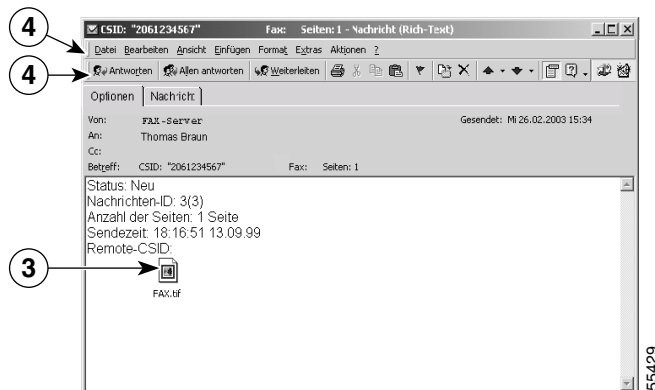 CSID: "2061234567" Fax: Seiten: 1 - Nachricht (Rich-Text)
4
Datei Bearbeiten Ansicht Einfügen Format Extras Aktionen ?
4
Antworten Allen antworten Weiterleiten
Optionen Nachricht
Von: FAX-Server Gesendet: Mi 26.02.2003 15:34
An: Thomas Braun
Cc:
Betreff: CSID: "2061234567" Fax: Seiten: 1
Status: Neu
Nachrichten-ID: 3(3)
Anzahl der Seiten: 1 Seite
Sendezeit: 18:16:51 13.09.99
Remote-CSID:
3
FAX.tif
55429